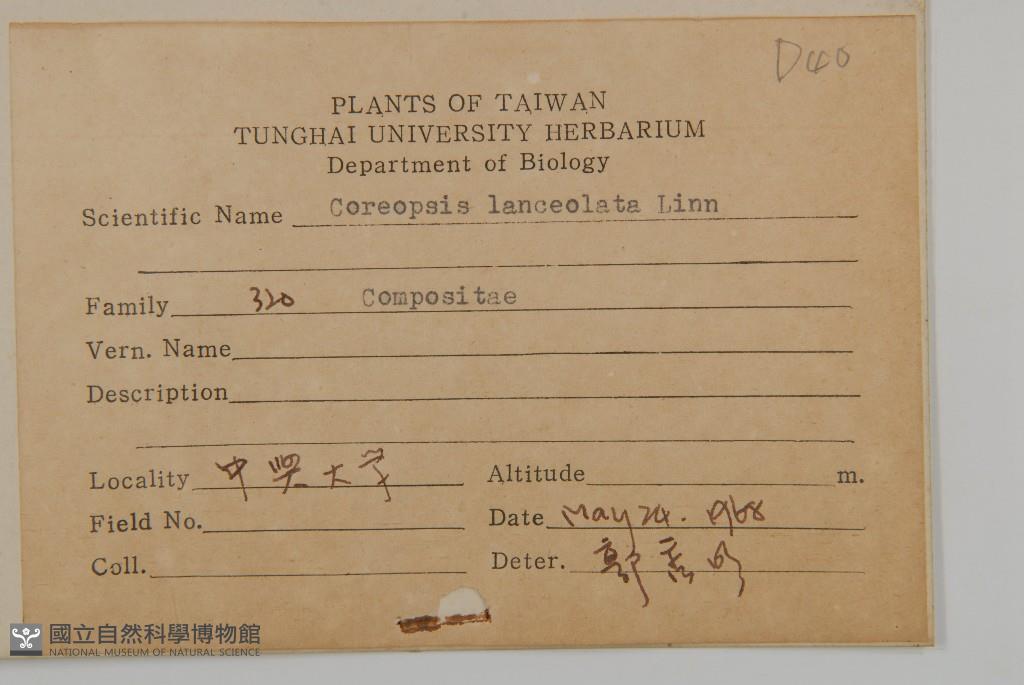 D40
PLANTS OF TAIWAN
TUNGHAI UNIVERSITY HERBARIUM
Department of Biology
Scientific Name Coreopsis lanceolata Linn
Family 320 Compositae
Vern. Name
Description
Locality 中興大学 Altitude m.
Field No. Date May 24. 1968
Coll. Deter. 郭
國立自然科學博物館
NATIONAL MUSEUM OF NATURAL SCIENCE